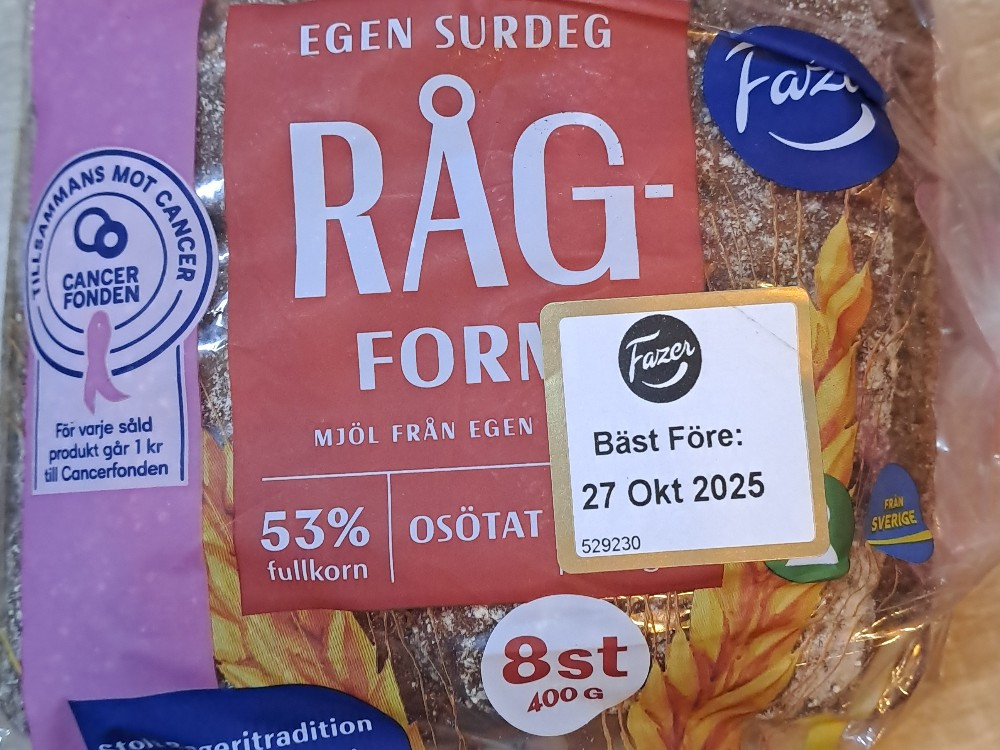 EGEN SURDEG
RÅG-
FORM
MJÖL FRÅN EGEN
53%
fullkorn
OSÖTAT
Fazer
TILLSAMMANS MOT CANCER
CANCER
FONDEN
För varje såld
produkt går 1 kr
till Cancerfonden
Fazer
Bäst Före:
27 Okt 2025
529230
FRÅN
SVERIGE
8st
400 G